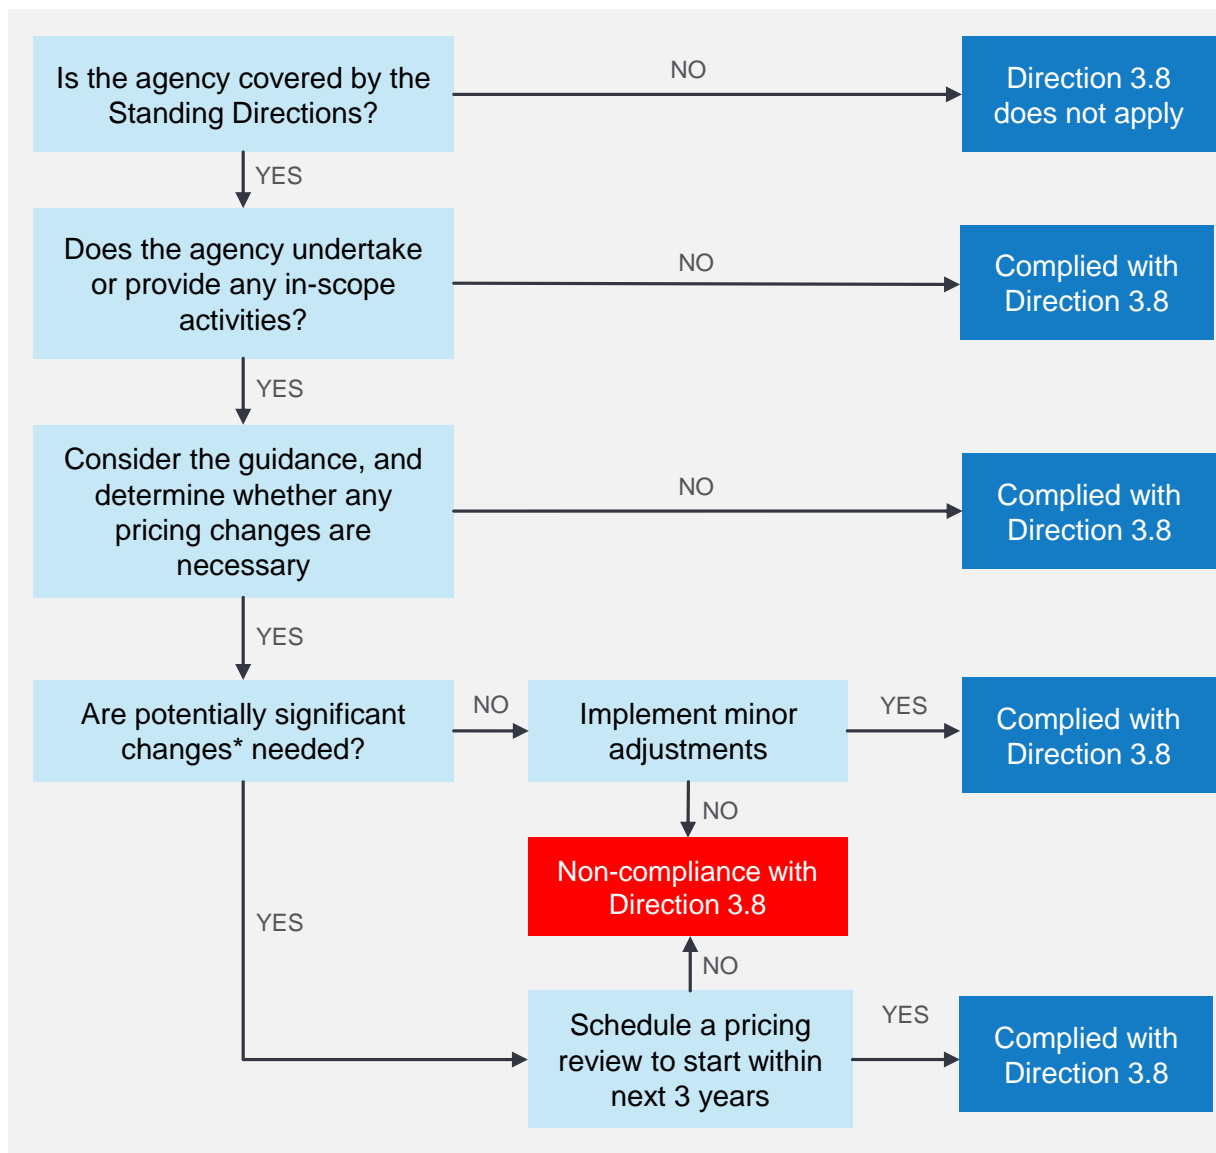 Is the agency covered by the
Standing Directions?
NO
Direction 3.8
does not apply
YES
Does the agency undertake
or provide any in-scope
activities?
NO
Complied with
Direction 3.8
YES
Consider the guidance, and
determine whether any
pricing changes are
necessary
NO
Complied with
Direction 3.8
YES
Are potentially significant
changes* needed?
NO
Implement minor
adjustments
YES
Complied with
Direction 3.8
NO
Non-compliance with
Direction 3.8
YES
NO
Schedule a pricing
review to start within
next 3 years
YES
Complied with
Direction 3.8